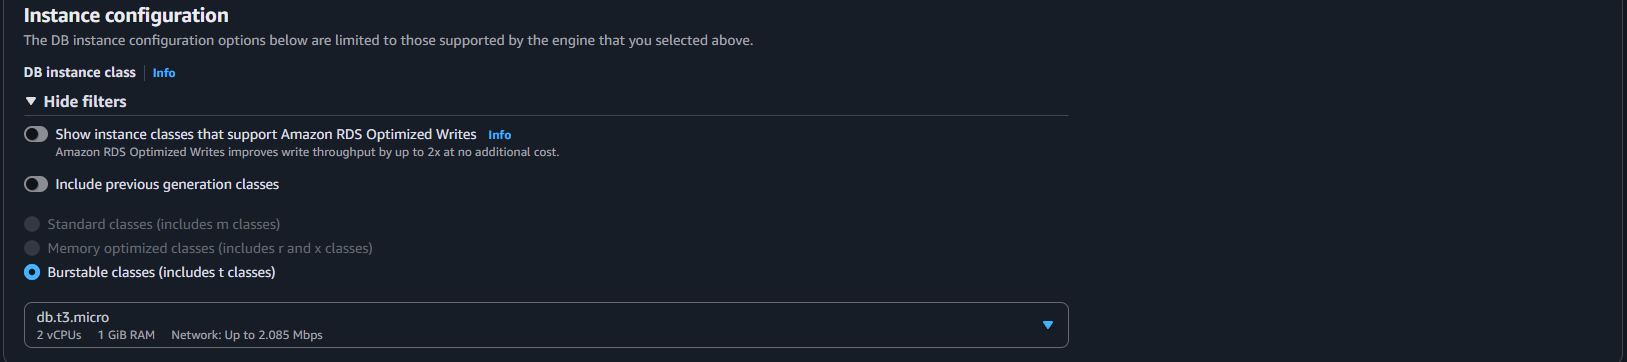 Instance configuration
The DB instance configuration options below are limited to those supported by the engine that you selected above.
DB instance class | Info
Hide filters
Show instance classes that support Amazon RDS Optimized Writes Info
Amazon RDS Optimized Writes improves write throughput by up to 2x at no additional cost.
Include previous generation classes
Standard classes (includes m classes)
Memory optimized classes (includes r and x classes)
Burstable classes (includes t classes)
db.t3.micro
2 vCPUs 1 GiB RAM Network: Up to 2.085 Mbps